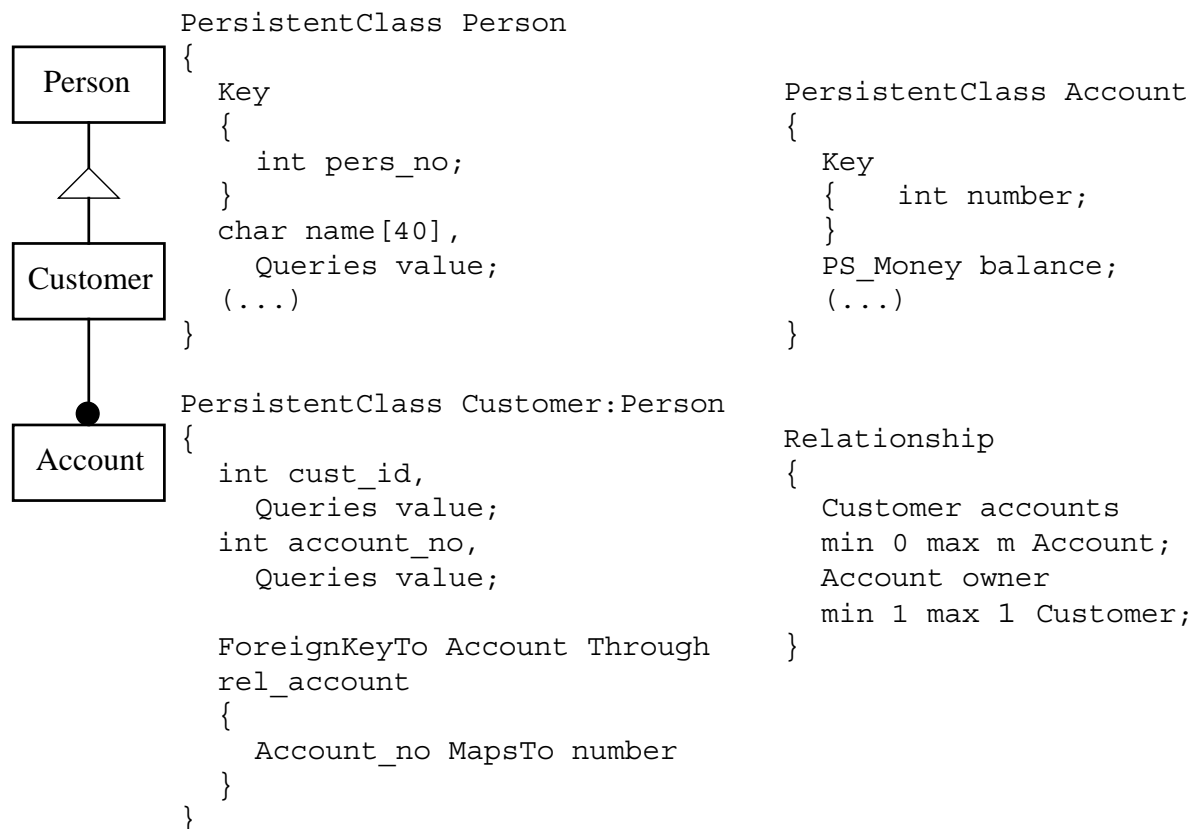 Person
Customer
Account
PersistentClass Person
{
Key
{
int pers_no;
}
char name[40],
Queries value;
(...)
}
PersistentClass Customer:Person
{
int cust_id,
Queries value;
int account_no,
Queries value;
ForeignKeyTo Account Through
rel_account
{
Account_no MapsTo number
}
}
PersistentClass Account
{
Key
{ int number;
}
PS_Money balance;
(...)
}
Relationship
{
Customer accounts
min 0 max m Account;
Account owner
min 1 max 1 Customer;
}